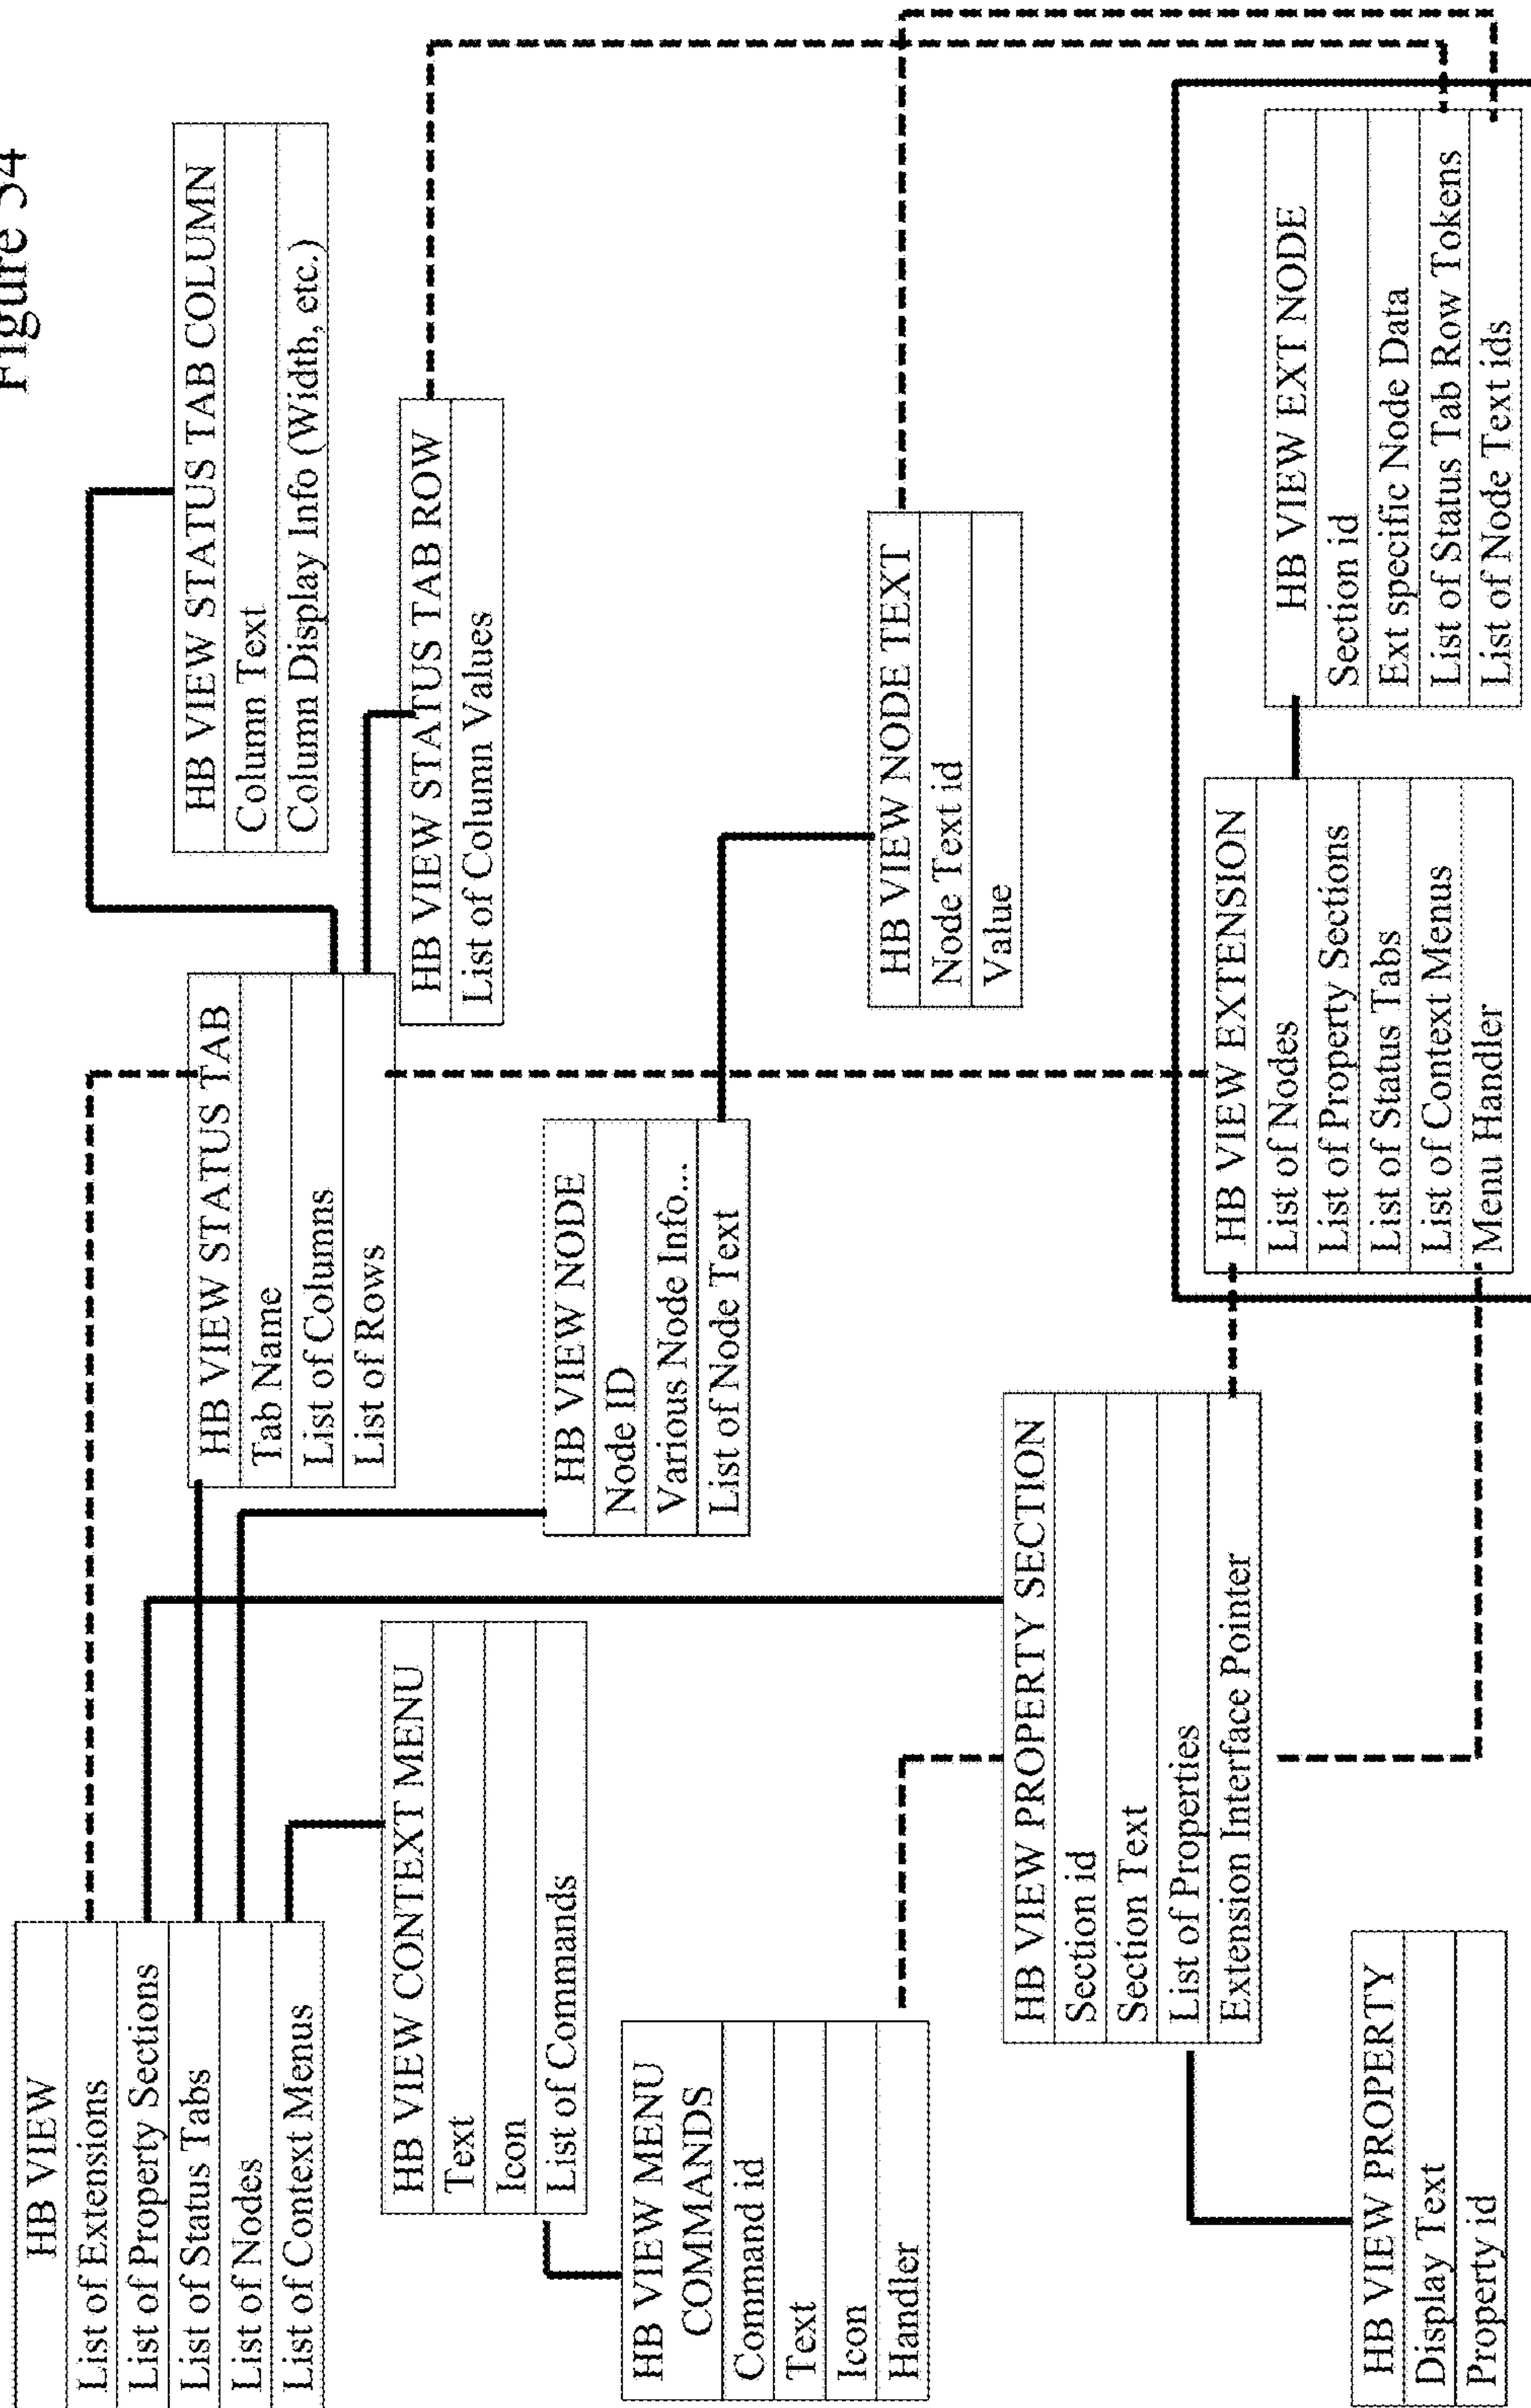 Figure 34
HB VIEW
List of Extensions
List of Property Sections
List of Status Tabs
List of Nodes
List of Context Menus
HB VIEW STATUS TAB
Tab Name
List of Columns
List of Rows
HB VIEW STATUS TAB COLUMN
Column Text
Column Display Info (Width, etc.)
HB VIEW STATUS TAB ROW
List of Column Values
HB VIEW CONTEXT MENU
Text
Icon
List of Commands
HB VIEW NODE
Node ID
Various Node Info...
List of Node Text
HB VIEW MENU
COMMANDS
Command id
Text
Icon
Handler
HB VIEW NODE TEXT
Node Text id
Value
HB VIEW PROPERTY SECTION
Section id
Section Text
List of Properties
Extension Interface Pointer
HB VIEW EXTENSION
List of Nodes
List of Property Sections
List of Status Tabs
List of Context Menus
Menu Handler
HB VIEW EXT NODE
Section id
Ext specific Node Data
List of Status Tab Row Tokens
List of Node Text ids
HB VIEW PROPERTY
Display Text
Property id